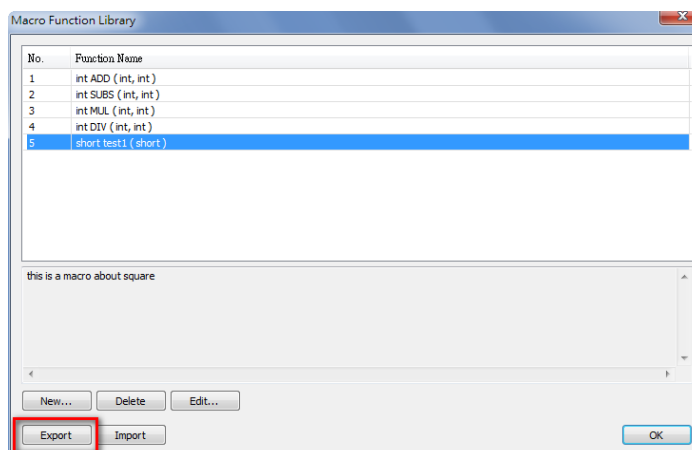 Macro Function Library
No. Function Name
1 int ADD ( int, int )
2 int SUBS ( int, int )
3 int MUL ( int, int )
4 int DIV ( int, int )
5 short test1 ( short )
this is a macro about square
New... Delete Edit...
Export Import OK